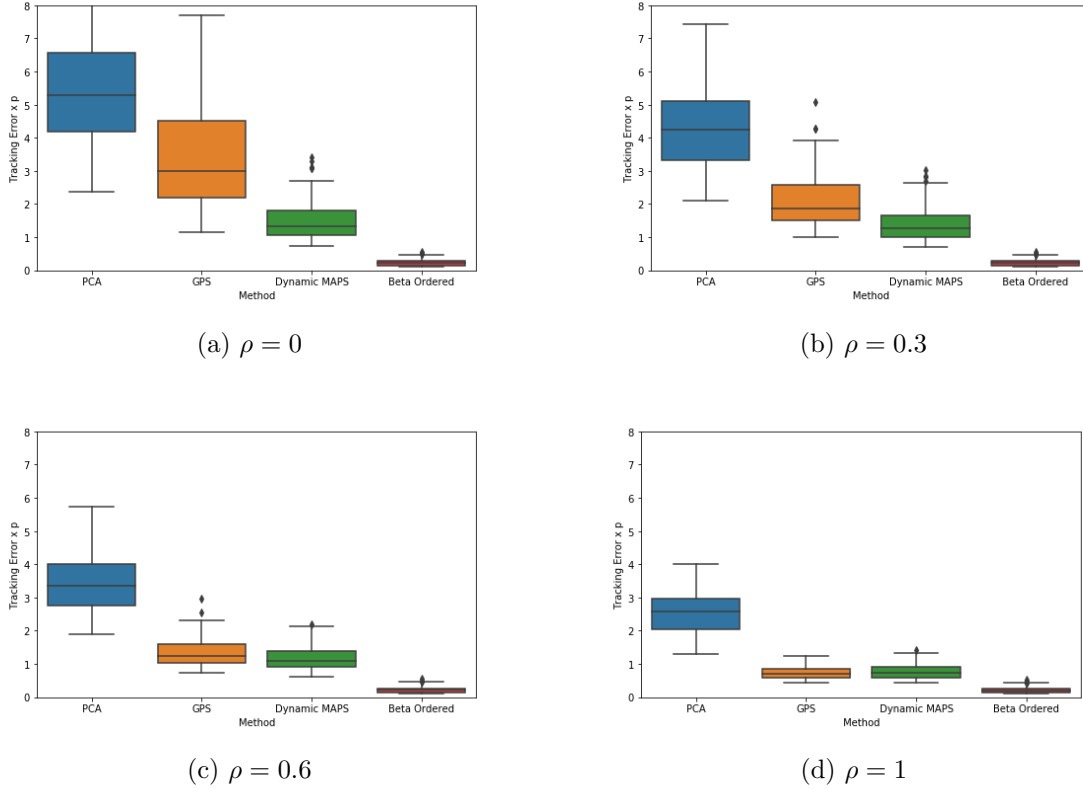 8
7
6
5
4
3
2
1
0
Tracking Error x p
PCA GPS Dynamic MAPS Beta Ordered
Method
(a) ρ = 0
8
7
6
5
4
3
2
1
0
Tracking Error x p
PCA GPS Dynamic MAPS Beta Ordered
Method
(b) ρ = 0.3
8
7
6
5
4
3
2
1
0
Tracking Error x p
PCA GPS Dynamic MAPS Beta Ordered
Method
(c) ρ = 0.6
8
7
6
5
4
3
2
1
0
Tracking Error x p
PCA GPS Dynamic MAPS Beta Ordered
Method
(d) ρ = 1